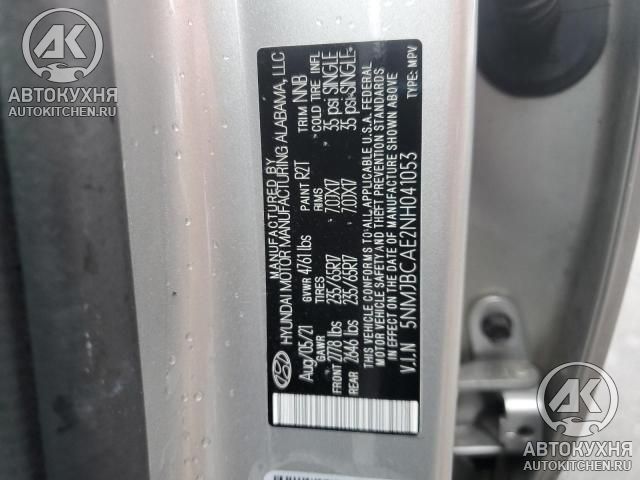 AK
АВТОКУХНЯ
AUTOKITCHEN.RU
MANUFACTURED BY
HYUNDAI MOTOR MANUFACTURING ALABAMA, LLC
Aug/05/21 GVWR 4761 lbs PAINT R2T TRIM NNB
GAWR TIRES RIMS COLD TIRE INFL
FRONT 2778 lbs 235/65R17 7.0JX17 35 psi-SINGLE
REAR 2646 lbs 235/65R17 7.0JX17 35 psi-SINGLE
THIS VEHICLE CONFORMS TO ALL APPLICABLE U.S.A. FEDERAL
MOTOR VEHICLE SAFETY AND THEFT PREVENTION STANDARDS
IN EFFECT ON THE DATE OF MANUFACTURE SHOWN ABOVE
V.I.N 5NMJBCAE2NH041053 TYPE: MPV
AK
АВТОКУХНЯ
AUTOKITCHEN.RU